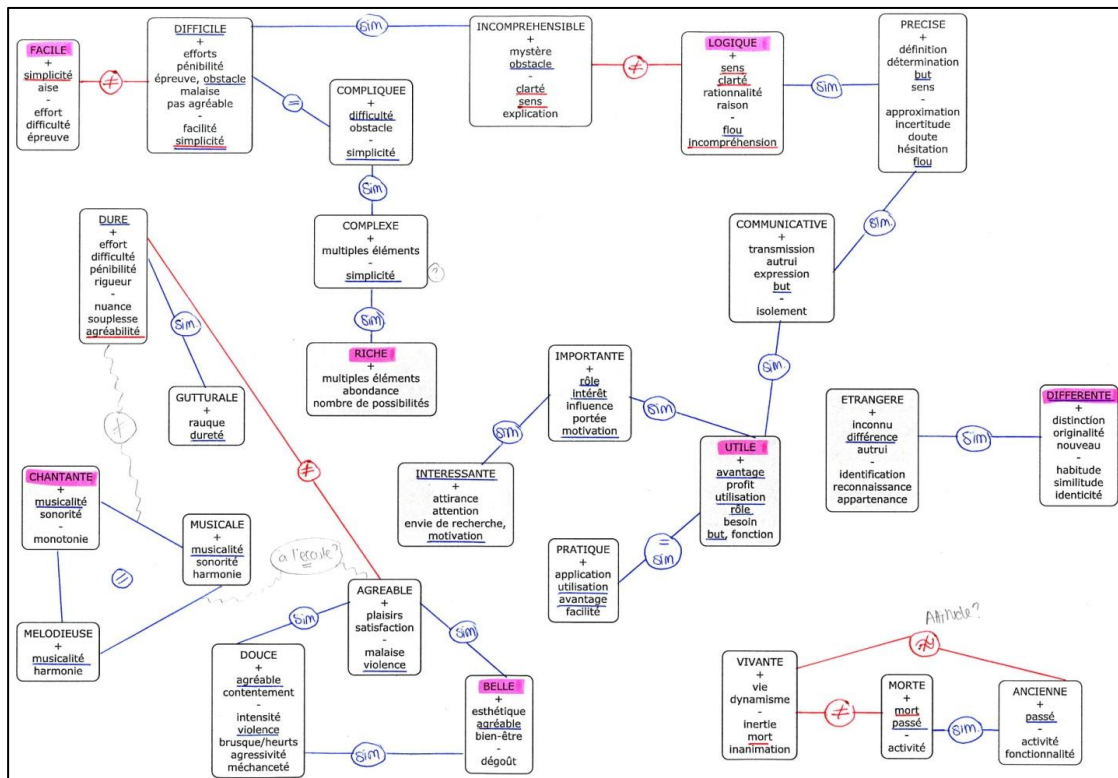 FACILE
+
simplicité
aise
-
effort
difficulté
épreuve
≠
DIFFICILE
+
efforts
pénibilité
épreuve, obstacle
malaise
pas agréable
-
facilité
simplicité
sim
=
COMPLIQUEE
+
difficulté
obstacle
-
simplicité
INCOMPREHENSIBLE
+
mystère
obstacle
-
clarté
sens
explication
≠
LOGIQUE
+
sens
clarté
rationnalité
raison
-
flou
incompréhension
sim
PRECISE
+
définition
détermination
but
sens
-
approximation
incertitude
doute
hésitation
flou
sim.
sim
COMPLEXE
+
multiples éléments
-
simplicité
?
sim.
RICHE
+
multiples éléments
abondance
nombre de possibilités
COMMUNICATIVE
+
transmission
autrui
expression
but
-
isolement
sim.
DURE
+
effort
difficulté
pénibilité
rigueur
-
nuance
souplesse
agréabilité
sim.
≠
≠
GUTTURALE
+
rauque
dureté
IMPORTANTE
+
rôle
intérêt
influence
portée
motivation
sim
sim
INTERESSANTE
+
attirance
attention
envie de recherche,
motivation
UTILE
+
avantage
profit
utilisation
rôle
besoin
but, fonction
=
sim
PRATIQUE
+
application
utilisation
avantage
facilité
ETRANGERE
+
inconnu
différence
autrui
-
identification
reconnaissance
appartenance
sim
DIFFERENTE
+
distinction
originalité
nouveau
-
habitude
similitude
identicité
CHANTANTE
+
musicalité
sonorité
-
monotonie
MUSICALE
+
musicalité
sonorité
harmonie
=
à l'écoute?
MELODIEUSE
+
musicalité
harmonie
AGREABLE
+
plaisirs
satisfaction
-
malaise
violence
sim
sim
DOUCE
+
agréable
contentement
-
intensité
violence
brusque/heurts
agressivité
méchanceté
sim
BELLE
+
esthétique
agréable
bien-être
-
dégoût
Attitude?
VIVANTE
+
vie
dynamisme
-
inertie
mort
inanimation
≠
MORTE
+
mort
passé
-
activité
sim.
ANCIENNE
+
passé
-
activité
fonctionnalité